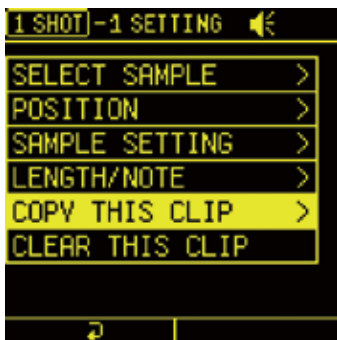 1 SHOT -1 SETTING
SELECT SAMPLE >
POSITION >
SAMPLE SETTING >
LENGTH/NOTE >
COPY THIS CLIP >
CLEAR THIS CLIP